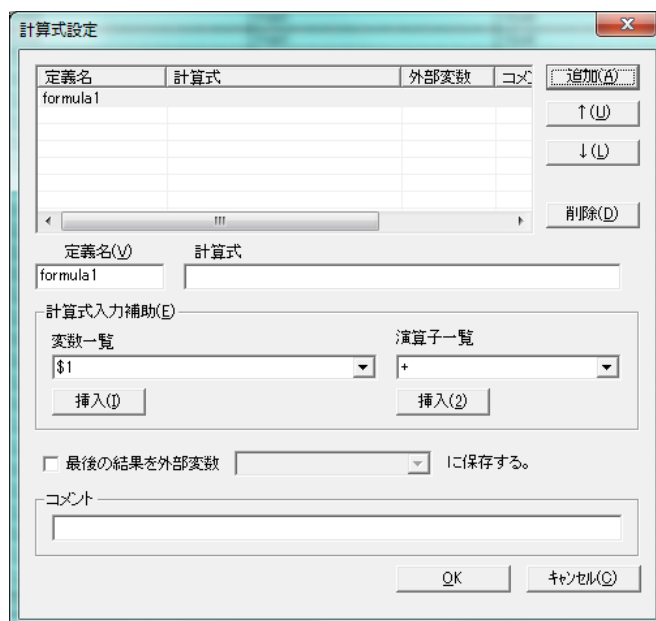 計算式設定
定義名 計算式 外部変数 コメ 追加(A)
formula1
↑(U)
↓(L)
削除(D)
定義名(V) 計算式
formula1
計算式入力補助(E)
変数一覧 演算子一覧
$1 +
挿入(I) 挿入(2)
最後の結果を外部変数 に保存する。
コメント
OK キャンセル(C)